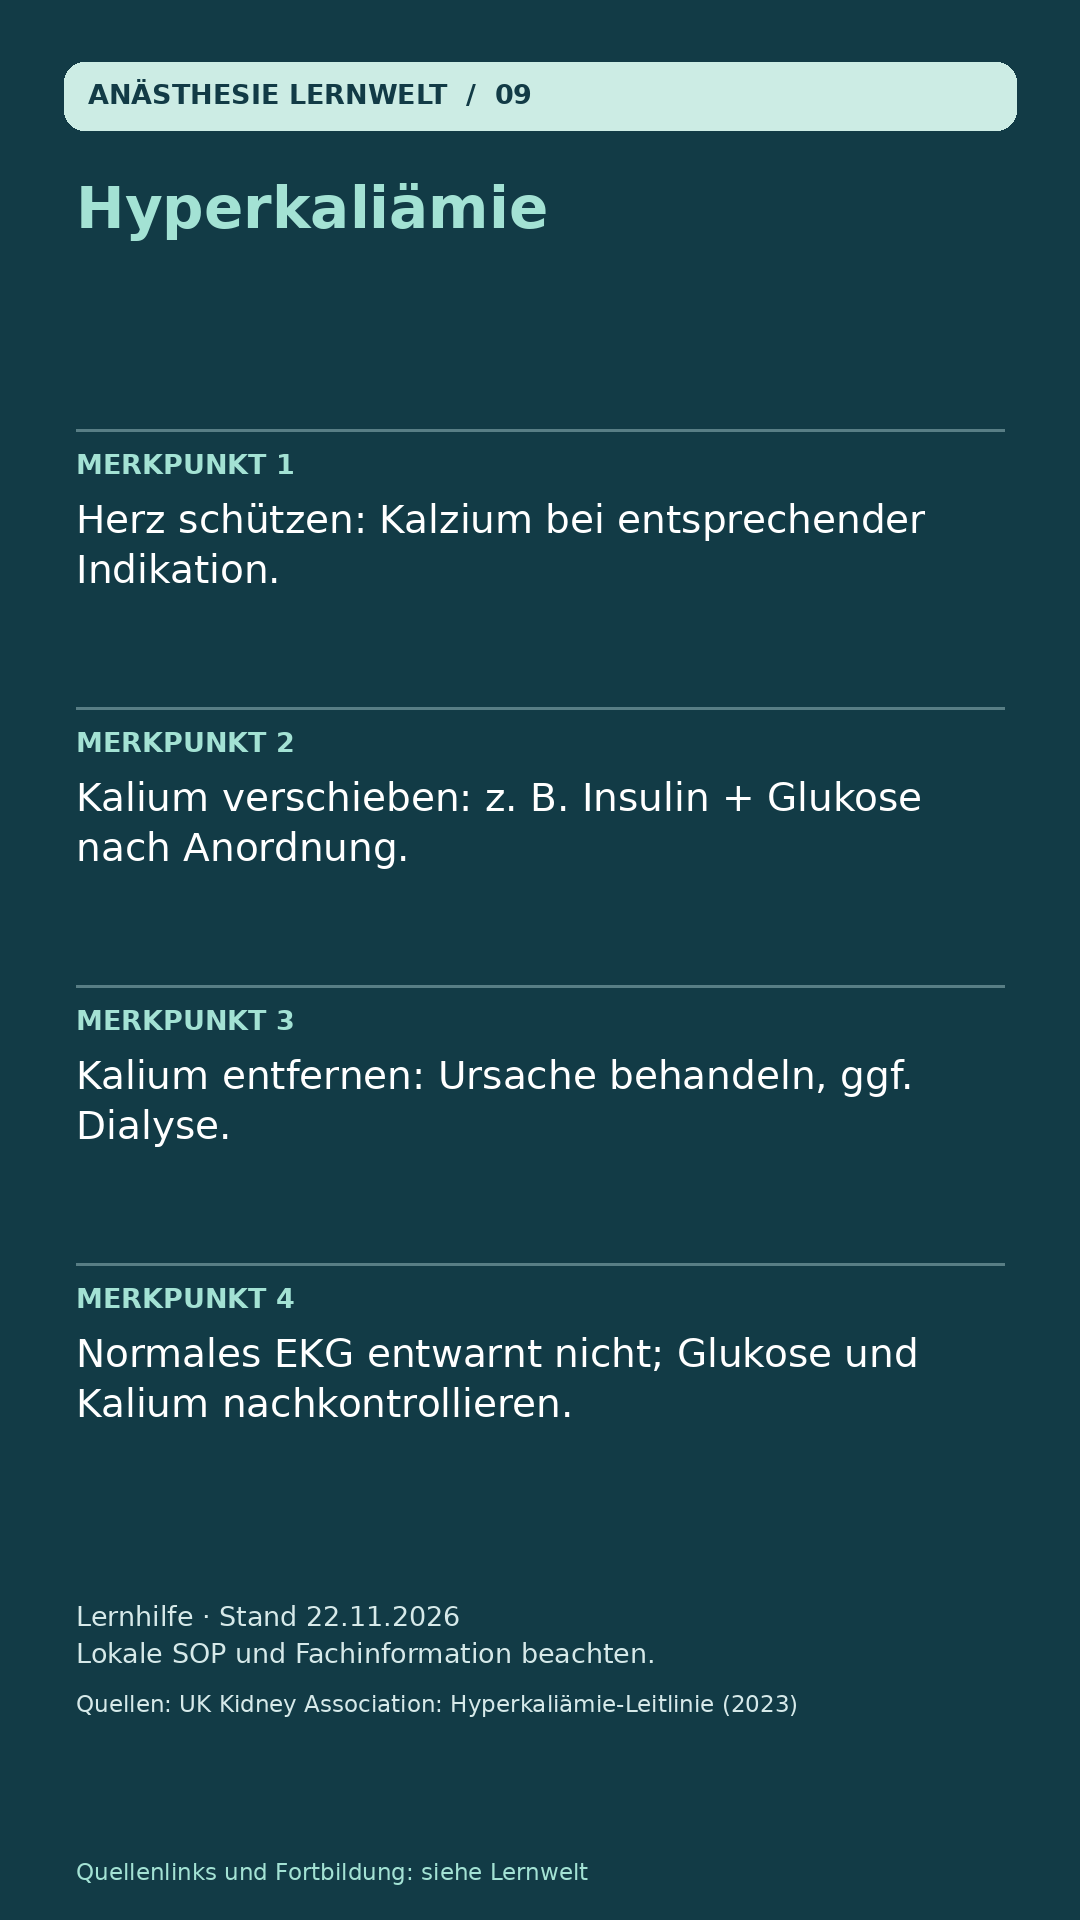 ANÄSTHESIE LERNWELT / 09
Hyperkaliämie
MERKPUNKT 1
Herz schützen: Kalzium bei entsprechender
Indikation.
MERKPUNKT 2
Kalium verschieben: z. B. Insulin + Glukose
nach Anordnung.
MERKPUNKT 3
Kalium entfernen: Ursache behandeln, ggf.
Dialyse.
MERKPUNKT 4
Normales EKG entwarnt nicht; Glukose und
Kalium nachkontrollieren.
Lernhilfe · Stand 22.11.2026
Lokale SOP und Fachinformation beachten.
Quellen: UK Kidney Association: Hyperkaliämie-Leitlinie (2023)
Quellenlinks und Fortbildung: siehe Lernwelt